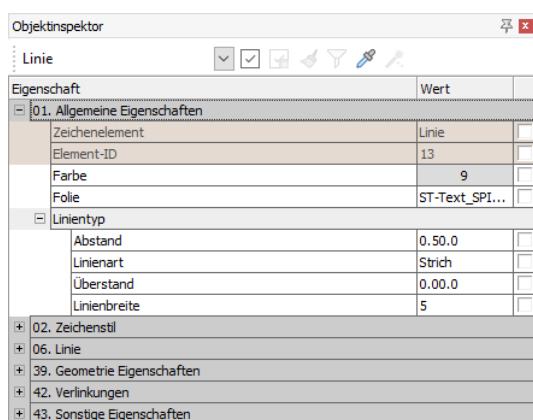 Objektinspektor
Linie
Eigenschaft Wert
01. Allgemeine Eigenschaften
Zeichenelement Linie
Element-ID 13
Farbe 9
Folie ST-Text_SPI...
Linientyp
Abstand 0.50.0
Linienart Strich
Überstand 0.00.0
Linienbreite 5
02. Zeichenstil
06. Linie
39. Geometrie Eigenschaften
42. Verlinkungen
43. Sonstige Eigenschaften